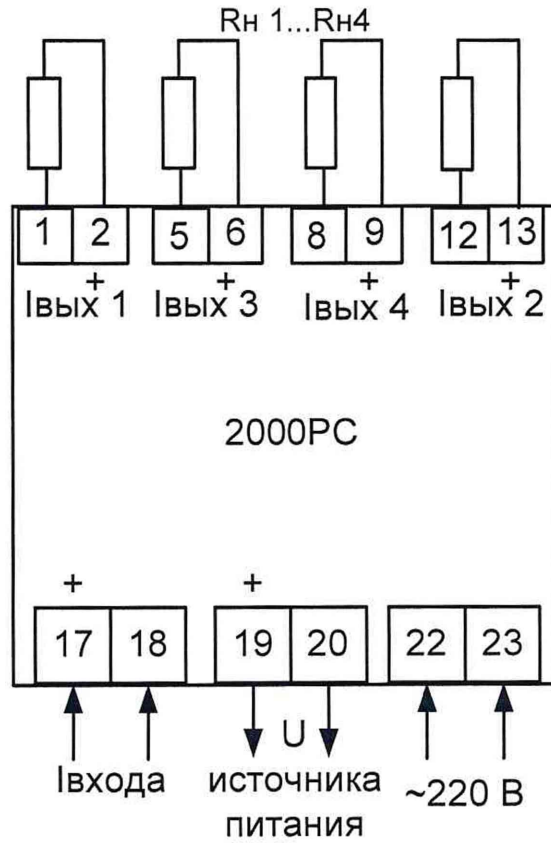 Rн 1...Rн4
1 2 5 6 8 9 12 13
+ + + +
Iвых 1 Iвых 3 Iвых 4 Iвых 2
2000РС
+ +
17 18 19 20 22 23
U
Iвхода источника ~220 В
питания